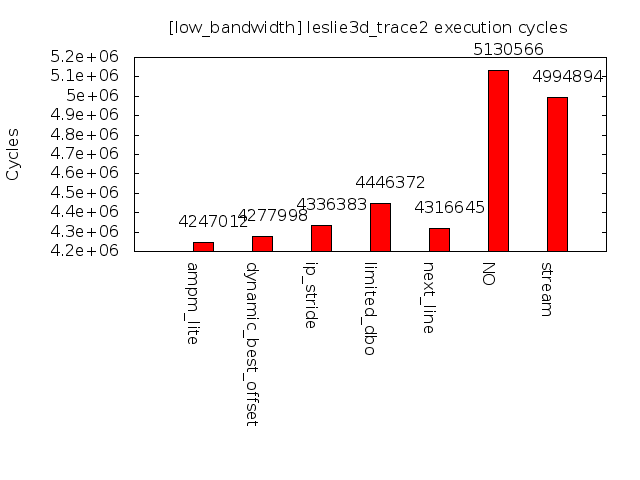 [low_bandwidth] leslie3d_trace2 execution cycles
Cycles
5.2e+06
5.1e+06
5e+06
4.9e+06
4.8e+06
4.7e+06
4.6e+06
4.5e+06
4.4e+06
4.3e+06
4.2e+06
4247012
4277998
4336383
4446372
4316645
5130566
4994894
ampm_lite
dynamic_best_offset
ip_stride
limited_dbo
next_line
NO
stream